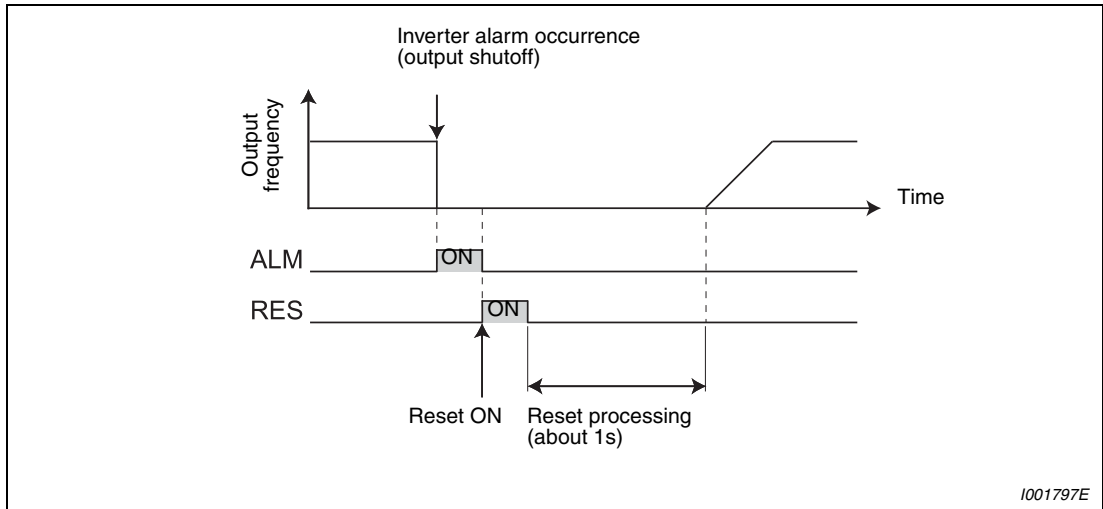 Inverter alarm occurrence
(output shutoff)
Output
frequency
Time
ALM
ON
RES
ON
Reset ON
Reset processing
(about 1s)
I001797E